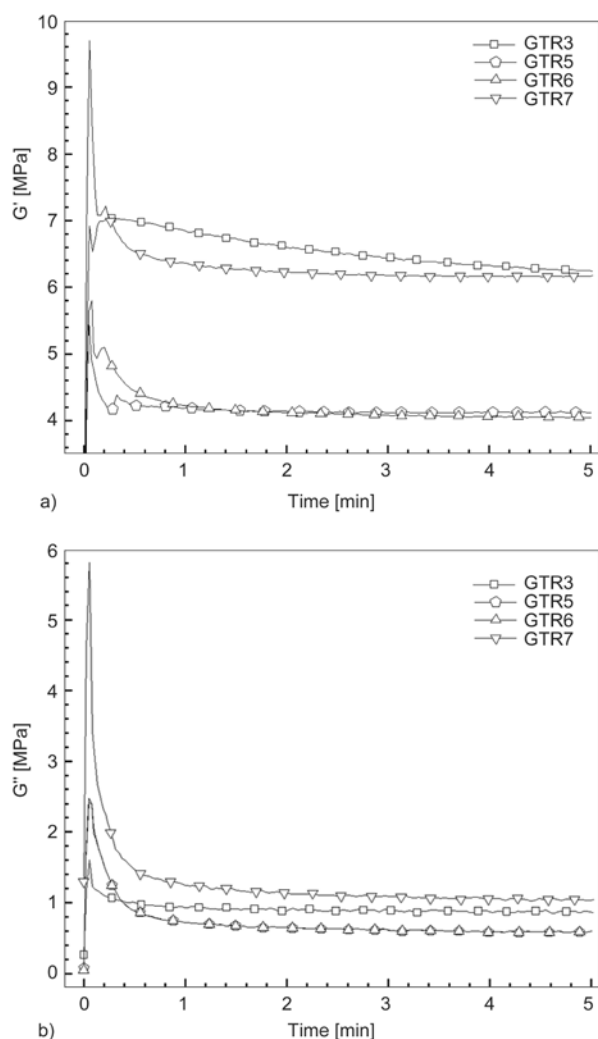 10
9
8
7
6
5
4
G' [MPa]
GTR3
GTR5
GTR6
GTR7
0 1 2 3 4 5
Time [min]
a)
6
5
4
3
2
1
0
G'' [MPa]
GTR3
GTR5
GTR6
GTR7
0 1 2 3 4 5
Time [min]
b)